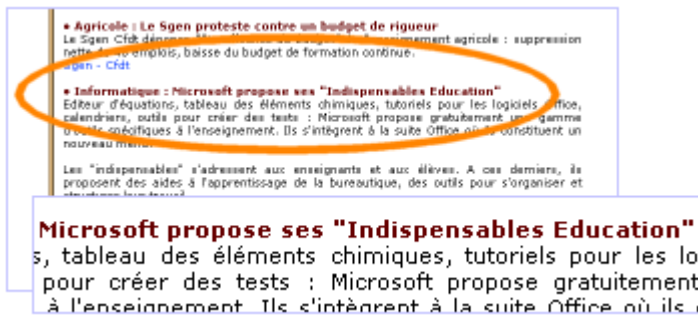 • Agricole : Le Sgen proteste contre un budget de rigueur
Le Sgen Cfdt dénonce budget enseignement agricole : suppression
nette de emplois, baisse du budget de formation continue.
Sgen - Cfdt
• Informatique : Microsoft propose ses "Indispensables Education"
Editeur d'équations, tableau des éléments chimiques, tutoriels pour les logiciels Office,
calendriers, outils pour créer des tests : Microsoft propose gratuitement une gamme
d'outils spécifiques à l'enseignement. Ils s'intègrent à la suite Office où ils constituent un
nouveau menu.
Les "indispensables" s'adressent aux enseignants et aux élèves. A ces derniers, ils
proposent des aides à l'apprentissage de la bureautique, des outils pour s'organiser et
Microsoft propose ses "Indispensables Education"
s, tableau des éléments chimiques, tutoriels pour les lo
pour créer des tests : Microsoft propose gratuitement
à l'enseignement. Ils s'intègrent à la suite Office où ils